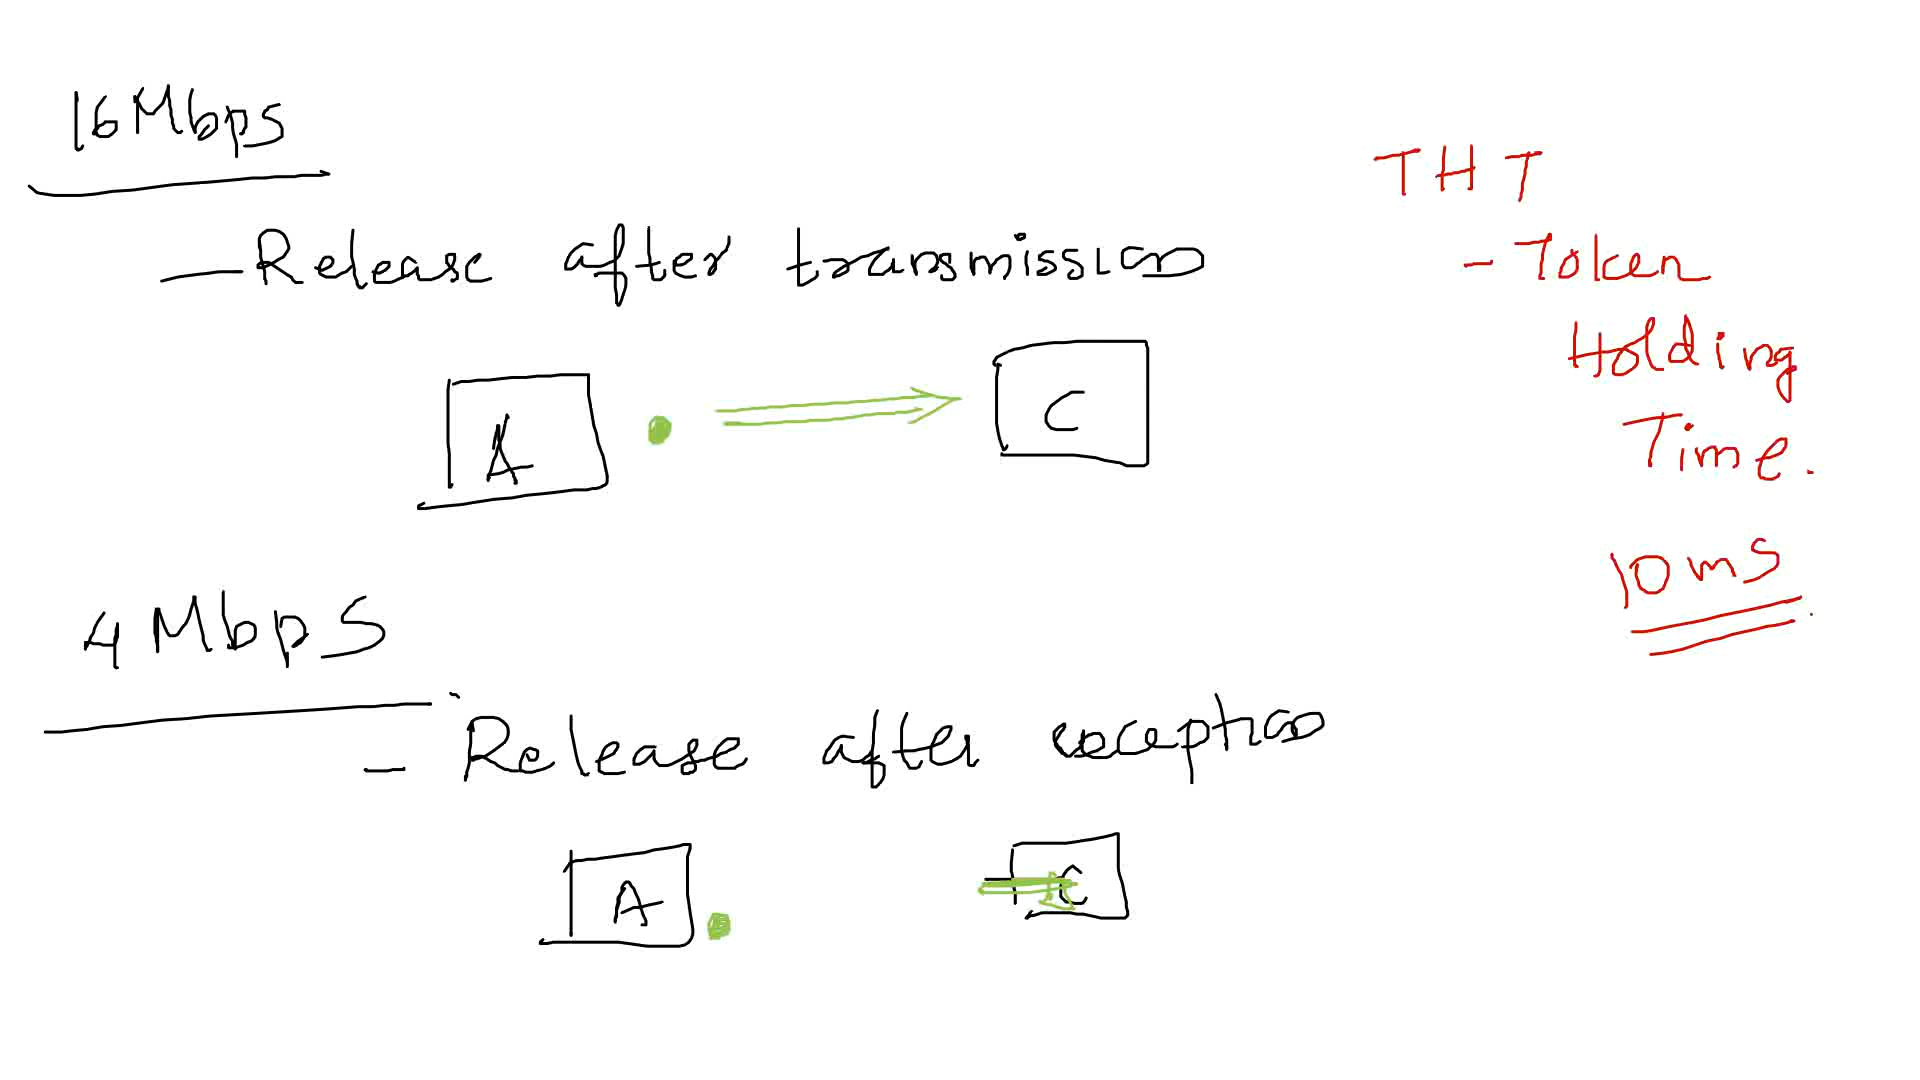 16Mbps
- Release after transmission
A
C
4 Mbps
- Release after reception
A
C
THT
- Token
Holding
Time.
10ms